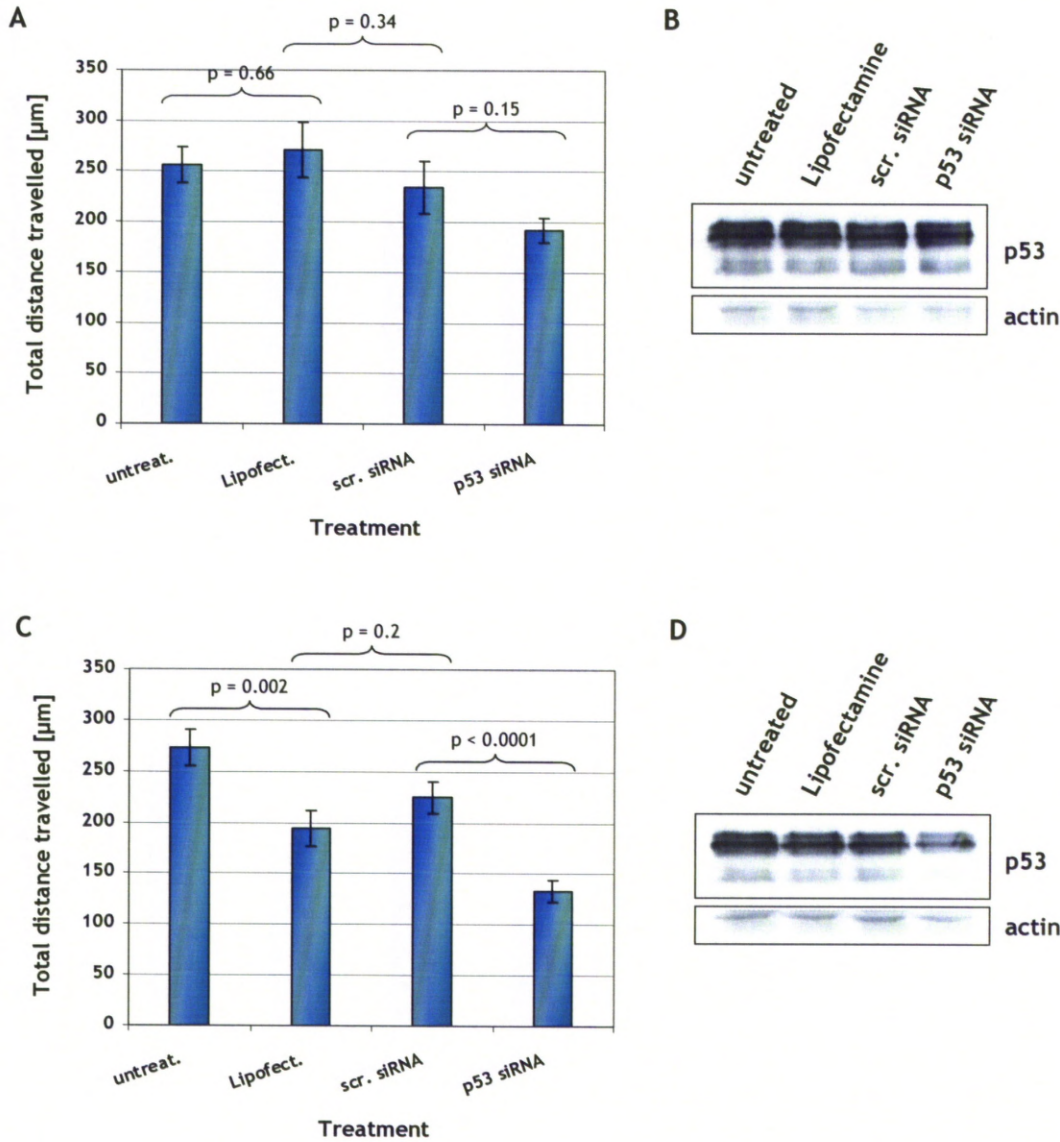 A
p = 0.34
p = 0.66
p = 0.15
350
300
250
200
150
100
50
0
Total distance travelled [µm]
untreat.
Lipofect.
scr. siRNA
p53 siRNA
Treatment
B
untreated
Lipofectamine
scr. siRNA
p53 siRNA
p53
actin
C
p = 0.2
p = 0.002
p < 0.0001
350
300
250
200
150
100
50
0
Total distance travelled [µm]
untreat.
Lipofect.
scr. siRNA
p53 siRNA
Treatment
D
untreated
Lipofectamine
scr. siRNA
p53 siRNA
p53
actin